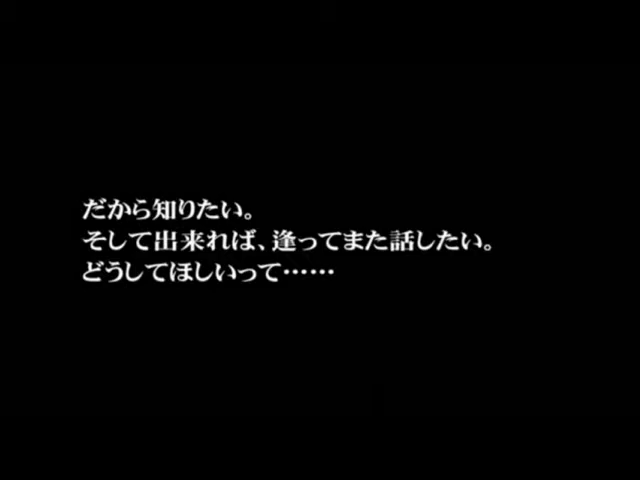 だから知りたい。
そして出来れば、逢ってまた話したい。
どうしてほしいって……